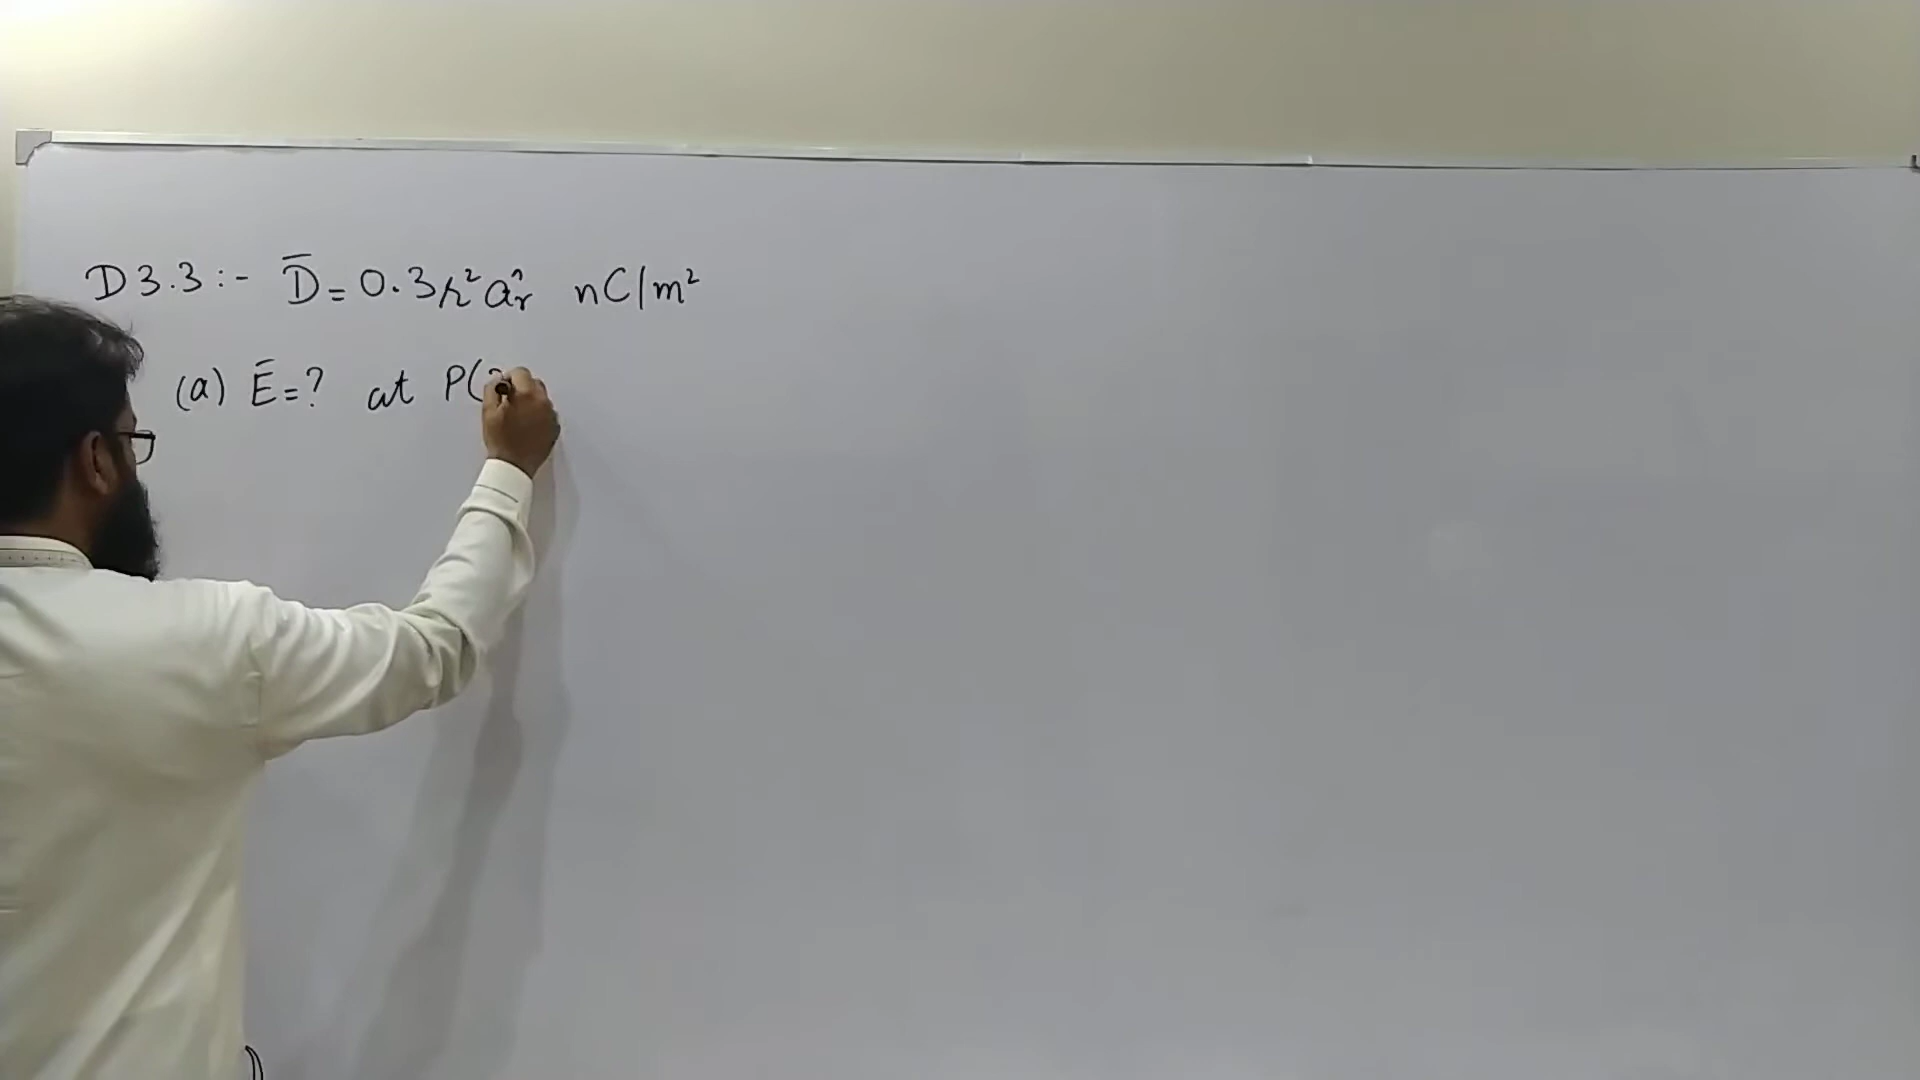 D3.3:- D̄ = 0.3r²âr nC/m²
(a) Ē = ? at P(